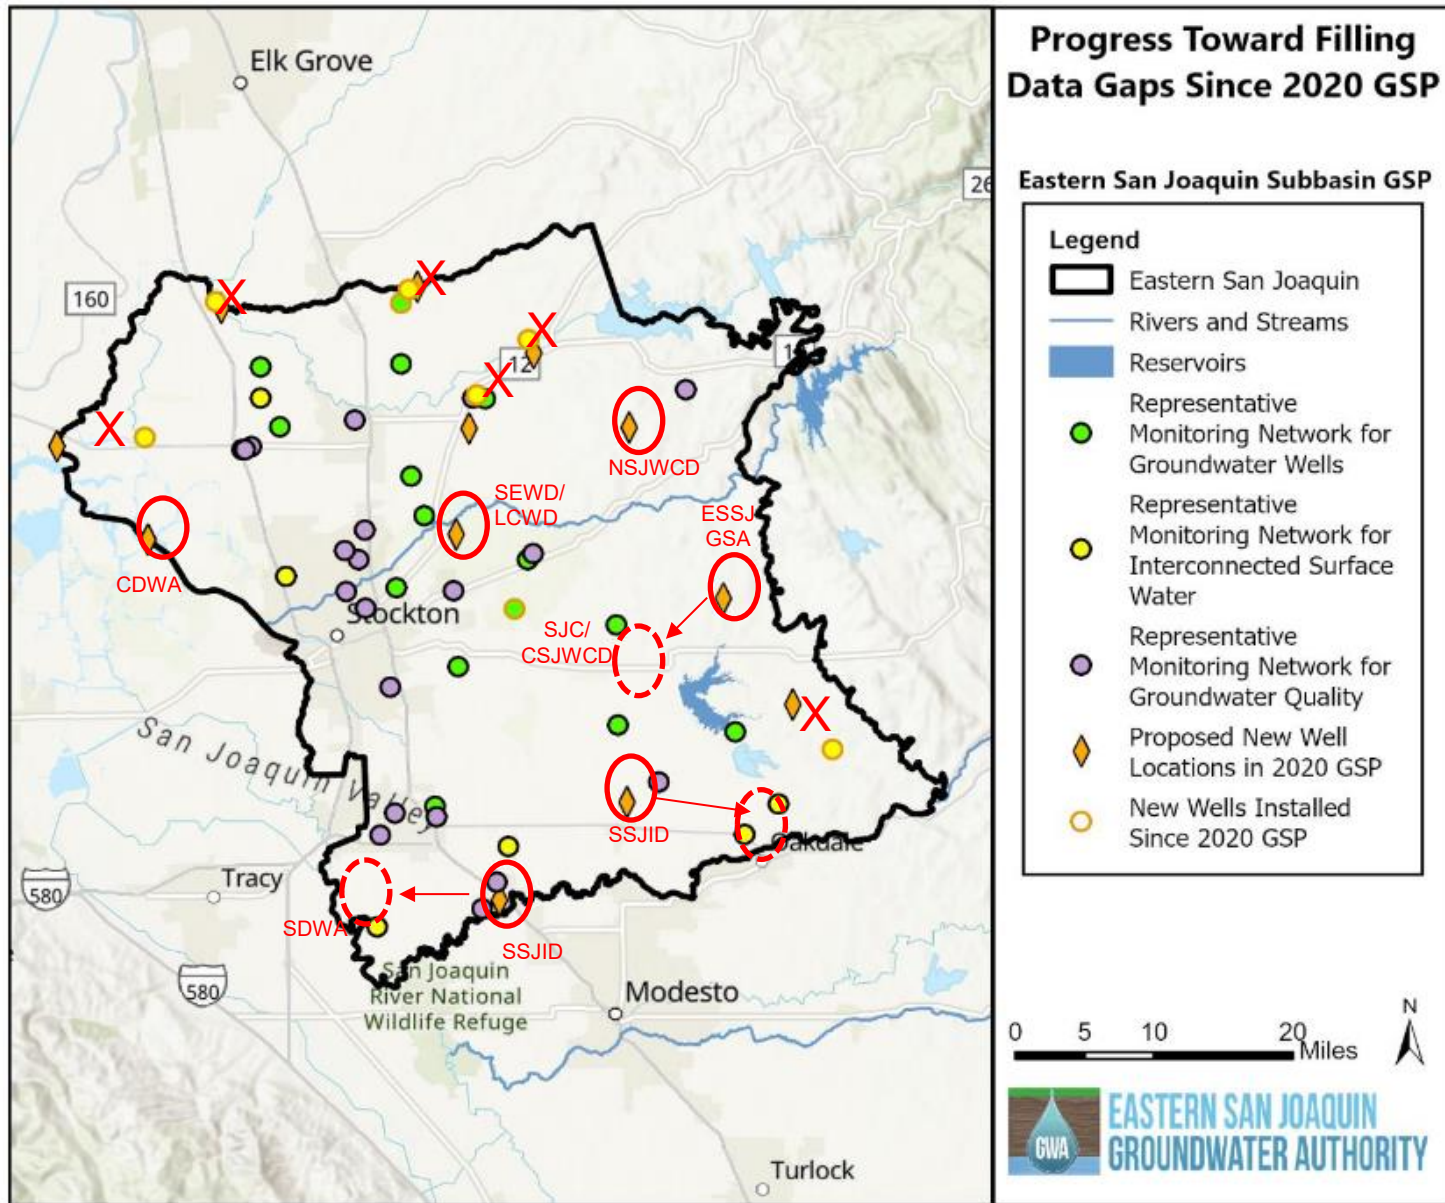 Elk Grove
160
26
12
1
X
X
X
X
X
X
NSJWCD
SEWD/
LCWD
ESSJ
GSA
CDWA
Stockton
SJC/
CSJWCD
San Joaquin Valley
SSJID
Oakdale
Tracy
580
SDWA
SSJID
580
San Joaquin
River National
Wildlife Refuge
Modesto
Turlock
Progress Toward Filling
Data Gaps Since 2020 GSP
Eastern San Joaquin Subbasin GSP
Legend
Eastern San Joaquin
Rivers and Streams
Reservoirs
Representative
Monitoring Network for
Groundwater Wells
Representative
Monitoring Network for
Interconnected Surface
Water
Representative
Monitoring Network for
Groundwater Quality
Proposed New Well
Locations in 2020 GSP
New Wells Installed
Since 2020 GSP
N
0 5 10 20
Miles
GWA
EASTERN SAN JOAQUIN
GROUNDWATER AUTHORITY